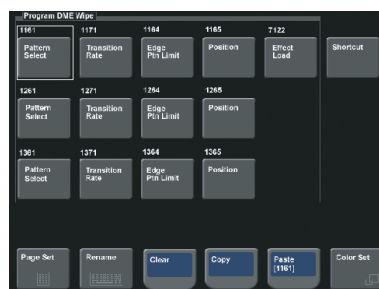 Program DME Wipe
1161 1171 1164 1165 7122
Pattern Select
Transition Rate
Edge Ptn Limit
Position
Effect Load
Shortcut
1261 1271 1264 1265
Pattern Select
Transition Rate
Edge Ptn Limit
Position
1361 1371 1364 1365
Pattern Select
Transition Rate
Edge Ptn Limit
Position
Page Set
Rename
Clear
Copy
Paste [1161]
Color Set